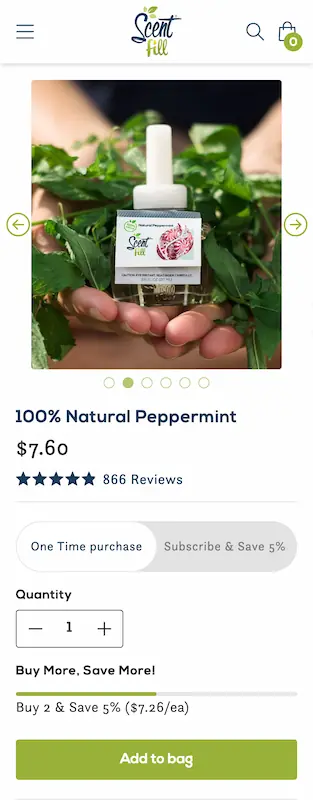 Scent
fill
0
Natural Peppermint
Scent
fill
100% Natural Peppermint
$7.60
866 Reviews
One Time purchase
Subscribe & Save 5%
Quantity
1
Buy More, Save More!
Buy 2 & Save 5% ($7.26/ea)
Add to bag